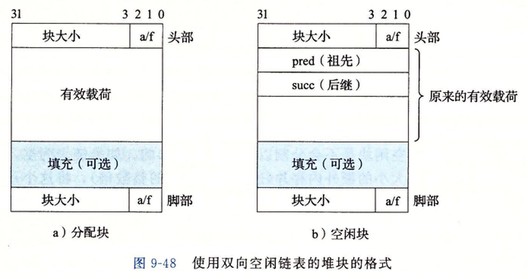 31 3 2 1 0
块大小 a/f 头部
有效载荷
填充（可选）
块大小 a/f 脚部
a）分配块
31 3 2 1 0
块大小 a/f 头部
pred（祖先）
succ（后继）
原来的有效载荷
填充（可选）
块大小 a/f 脚部
b）空闲块
图 9-48 使用双向空闲链表的堆块的格式